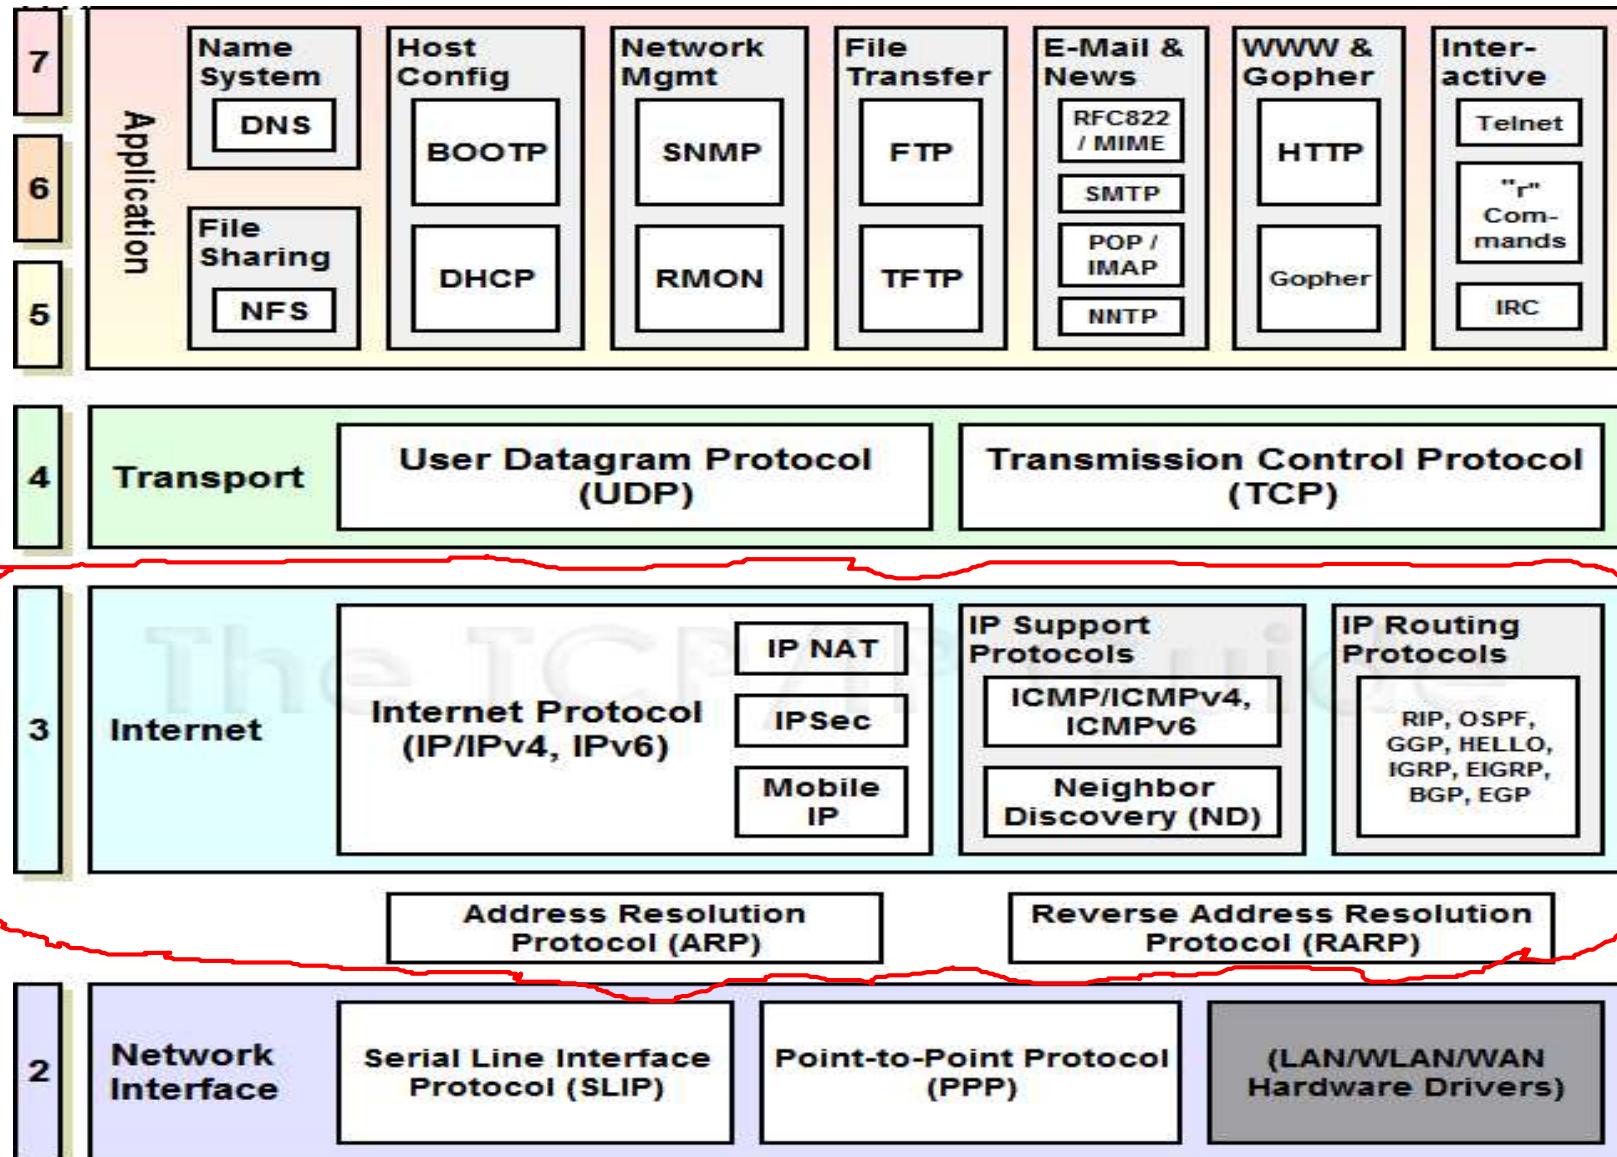 7
6
5
Application
Name
System
DNS
File
Sharing
NFS
Host
Config
BOOTP
DHCP
Network
Mgmt
SNMP
RMON
File
Transfer
FTP
TFTP
E-Mail &
News
RFC822
/ MIME
SMTP
POP /
IMAP
NNTP
WWW &
Gopher
HTTP
Gopher
Inter-
active
Telnet
"r"
Com-
mands
IRC
4
Transport
User Datagram Protocol
(UDP)
Transmission Control Protocol
(TCP)
The TCP/IP Guide
3
Internet
Internet Protocol
(IP/IPv4, IPv6)
IP NAT
IPSec
Mobile
IP
IP Support
Protocols
ICMP/ICMPv4,
ICMPv6
Neighbor
Discovery (ND)
IP Routing
Protocols
RIP, OSPF,
GGP, HELLO,
IGRP, EIGRP,
BGP, EGP
Address Resolution
Protocol (ARP)
Reverse Address Resolution
Protocol (RARP)
2
Network
Interface
Serial Line Interface
Protocol (SLIP)
Point-to-Point Protocol
(PPP)
(LAN/WLAN/WAN
Hardware Drivers)